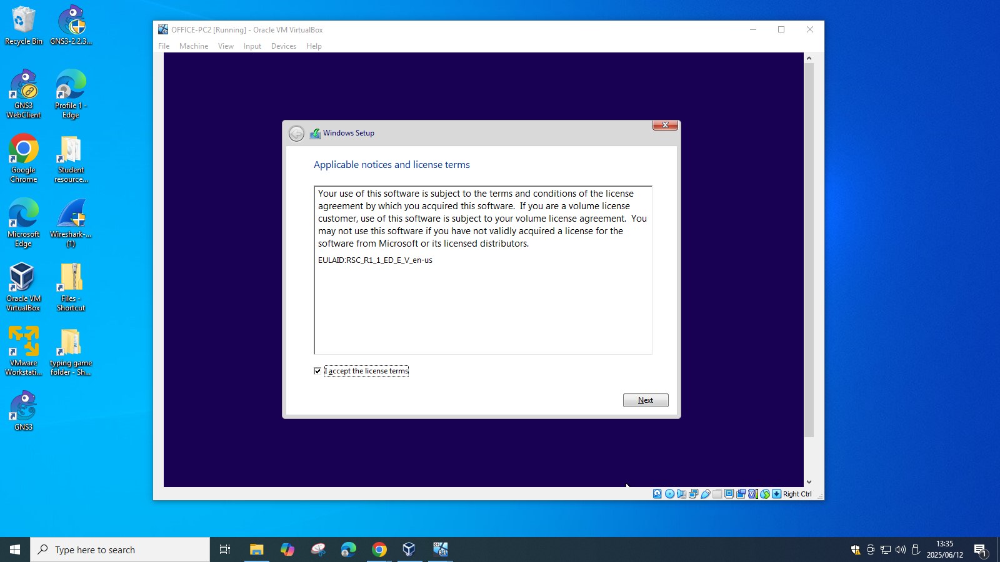 Recycle Bin
GNS3-2.2.3...
GNS3
WebClient
Profile 1 -
Edge
Google
Chrome
Student
resource...
Microsoft
Edge
Wireshark-...
(1)
Oracle VM
VirtualBox
Files -
Shortcut
VMware
Workstati...
typing game
folder - Sh...
GNS3
OFFICE-PC2 [Running] - Oracle VM VirtualBox
File Machine View Input Devices Help
Windows Setup
Applicable notices and license terms
Your use of this software is subject to the terms and conditions of the license
agreement by which you acquired this software.  If you are a volume license
customer, use of this software is subject to your volume license agreement.  You
may not use this software if you have not validly acquired a license for the
software from Microsoft or its licensed distributors.
EULAID:RSC_R1_1_ED_E_V_en-us
I accept the license terms
Next
Right Ctrl
Type here to search
13:35
2025/06/12
1